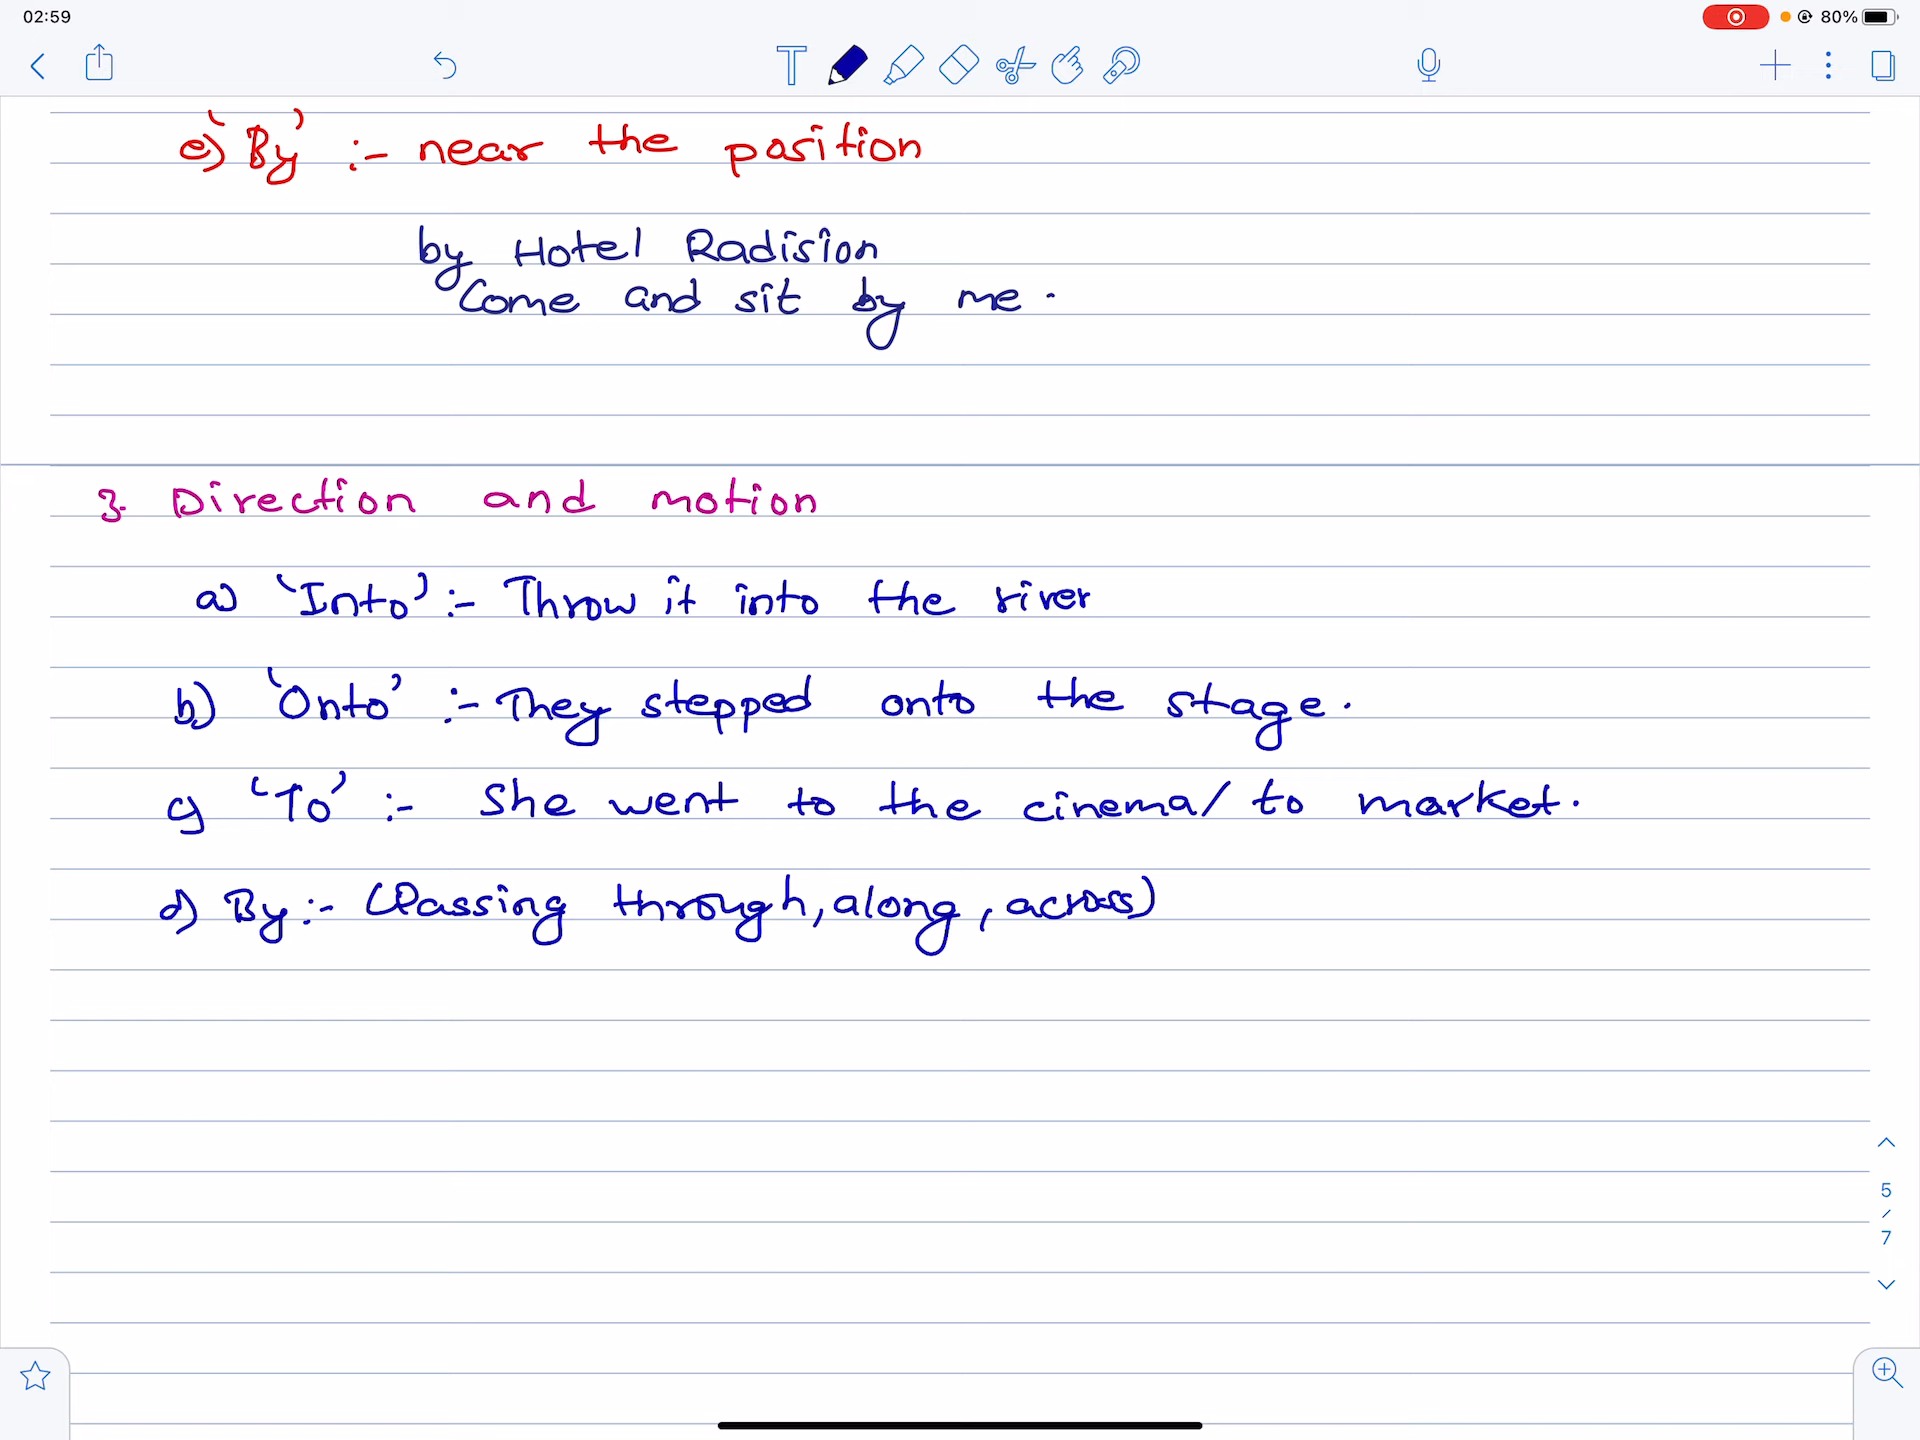 02:59
80%
e) 'By' :- near the position
by Hotel Radision
Come and sit by me.
3. Direction and motion
a) 'Into' :- Throw it into the river
b) 'Onto' :- They stepped onto the stage.
c) 'To' :- She went to the cinema/ to market.
d) By :- (Passing through, along, across)
5
/
7